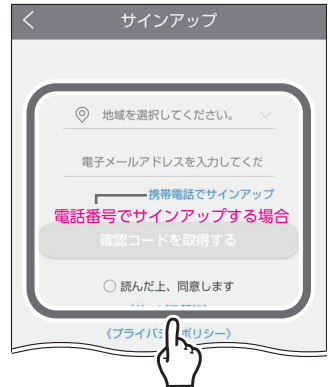 サインアップ
地域を選択してください。
電子メールアドレスを入力してくだ
携帯電話でサインアップ
電話番号でサインアップする場合
確認コードを取得する
読んだ上、同意します
《プライバシーポリシー》